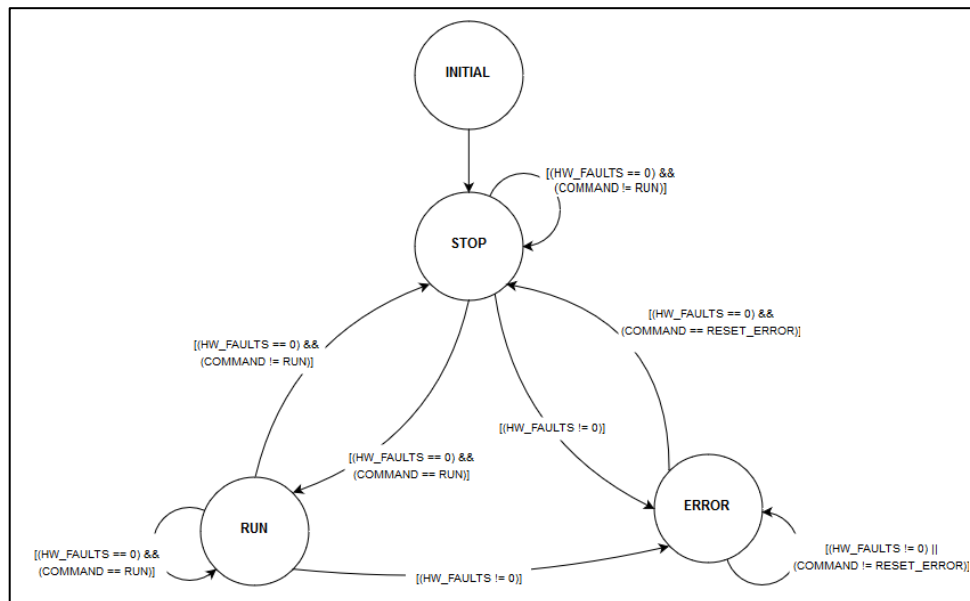 INITIAL
[(HW_FAULTS == 0) &&
(COMMAND != RUN)]
STOP
[(HW_FAULTS == 0) &&
(COMMAND == RESET_ERROR)]
[(HW_FAULTS == 0) &&
(COMMAND != RUN)]
[(HW_FAULTS != 0)]
[(HW_FAULTS == 0) &&
(COMMAND == RUN)]
ERROR
RUN
[(HW_FAULTS == 0) &&
(COMMAND == RUN)]
[(HW_FAULTS != 0)]
[(HW_FAULTS != 0) ||
(COMMAND != RESET_ERROR)]